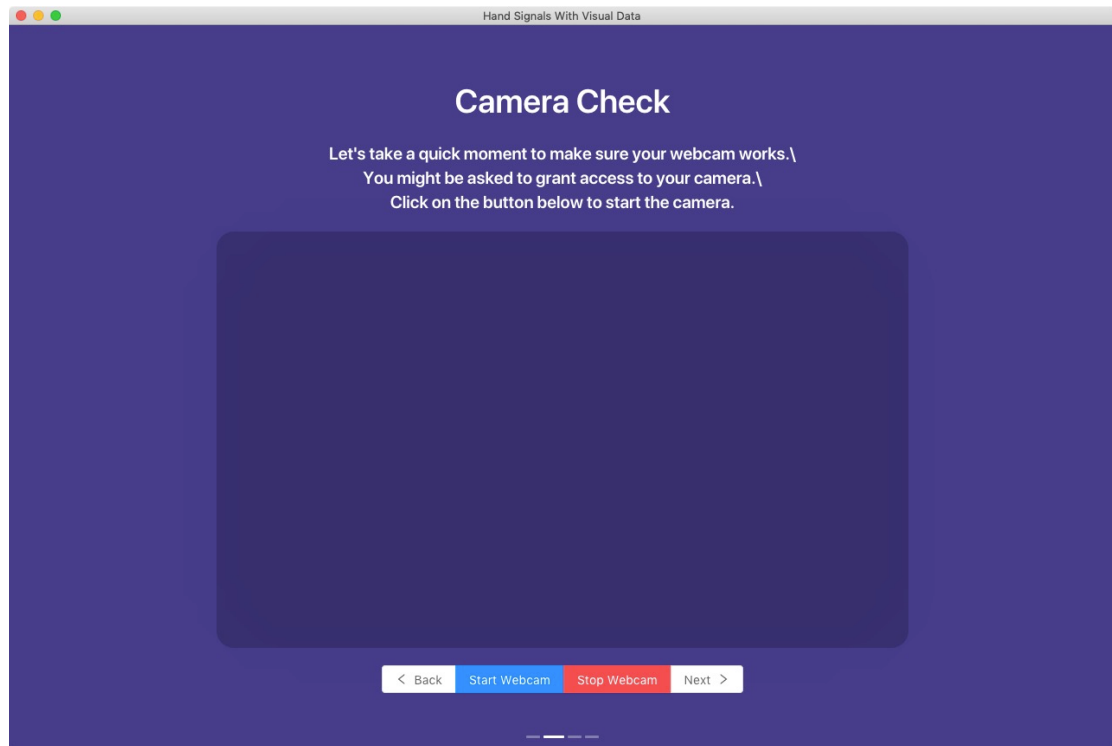 Hand Signals With Visual Data
Camera Check
Let's take a quick moment to make sure your webcam works.\
You might be asked to grant access to your camera.\
Click on the button below to start the camera.
< Back Start Webcam Stop Webcam Next >